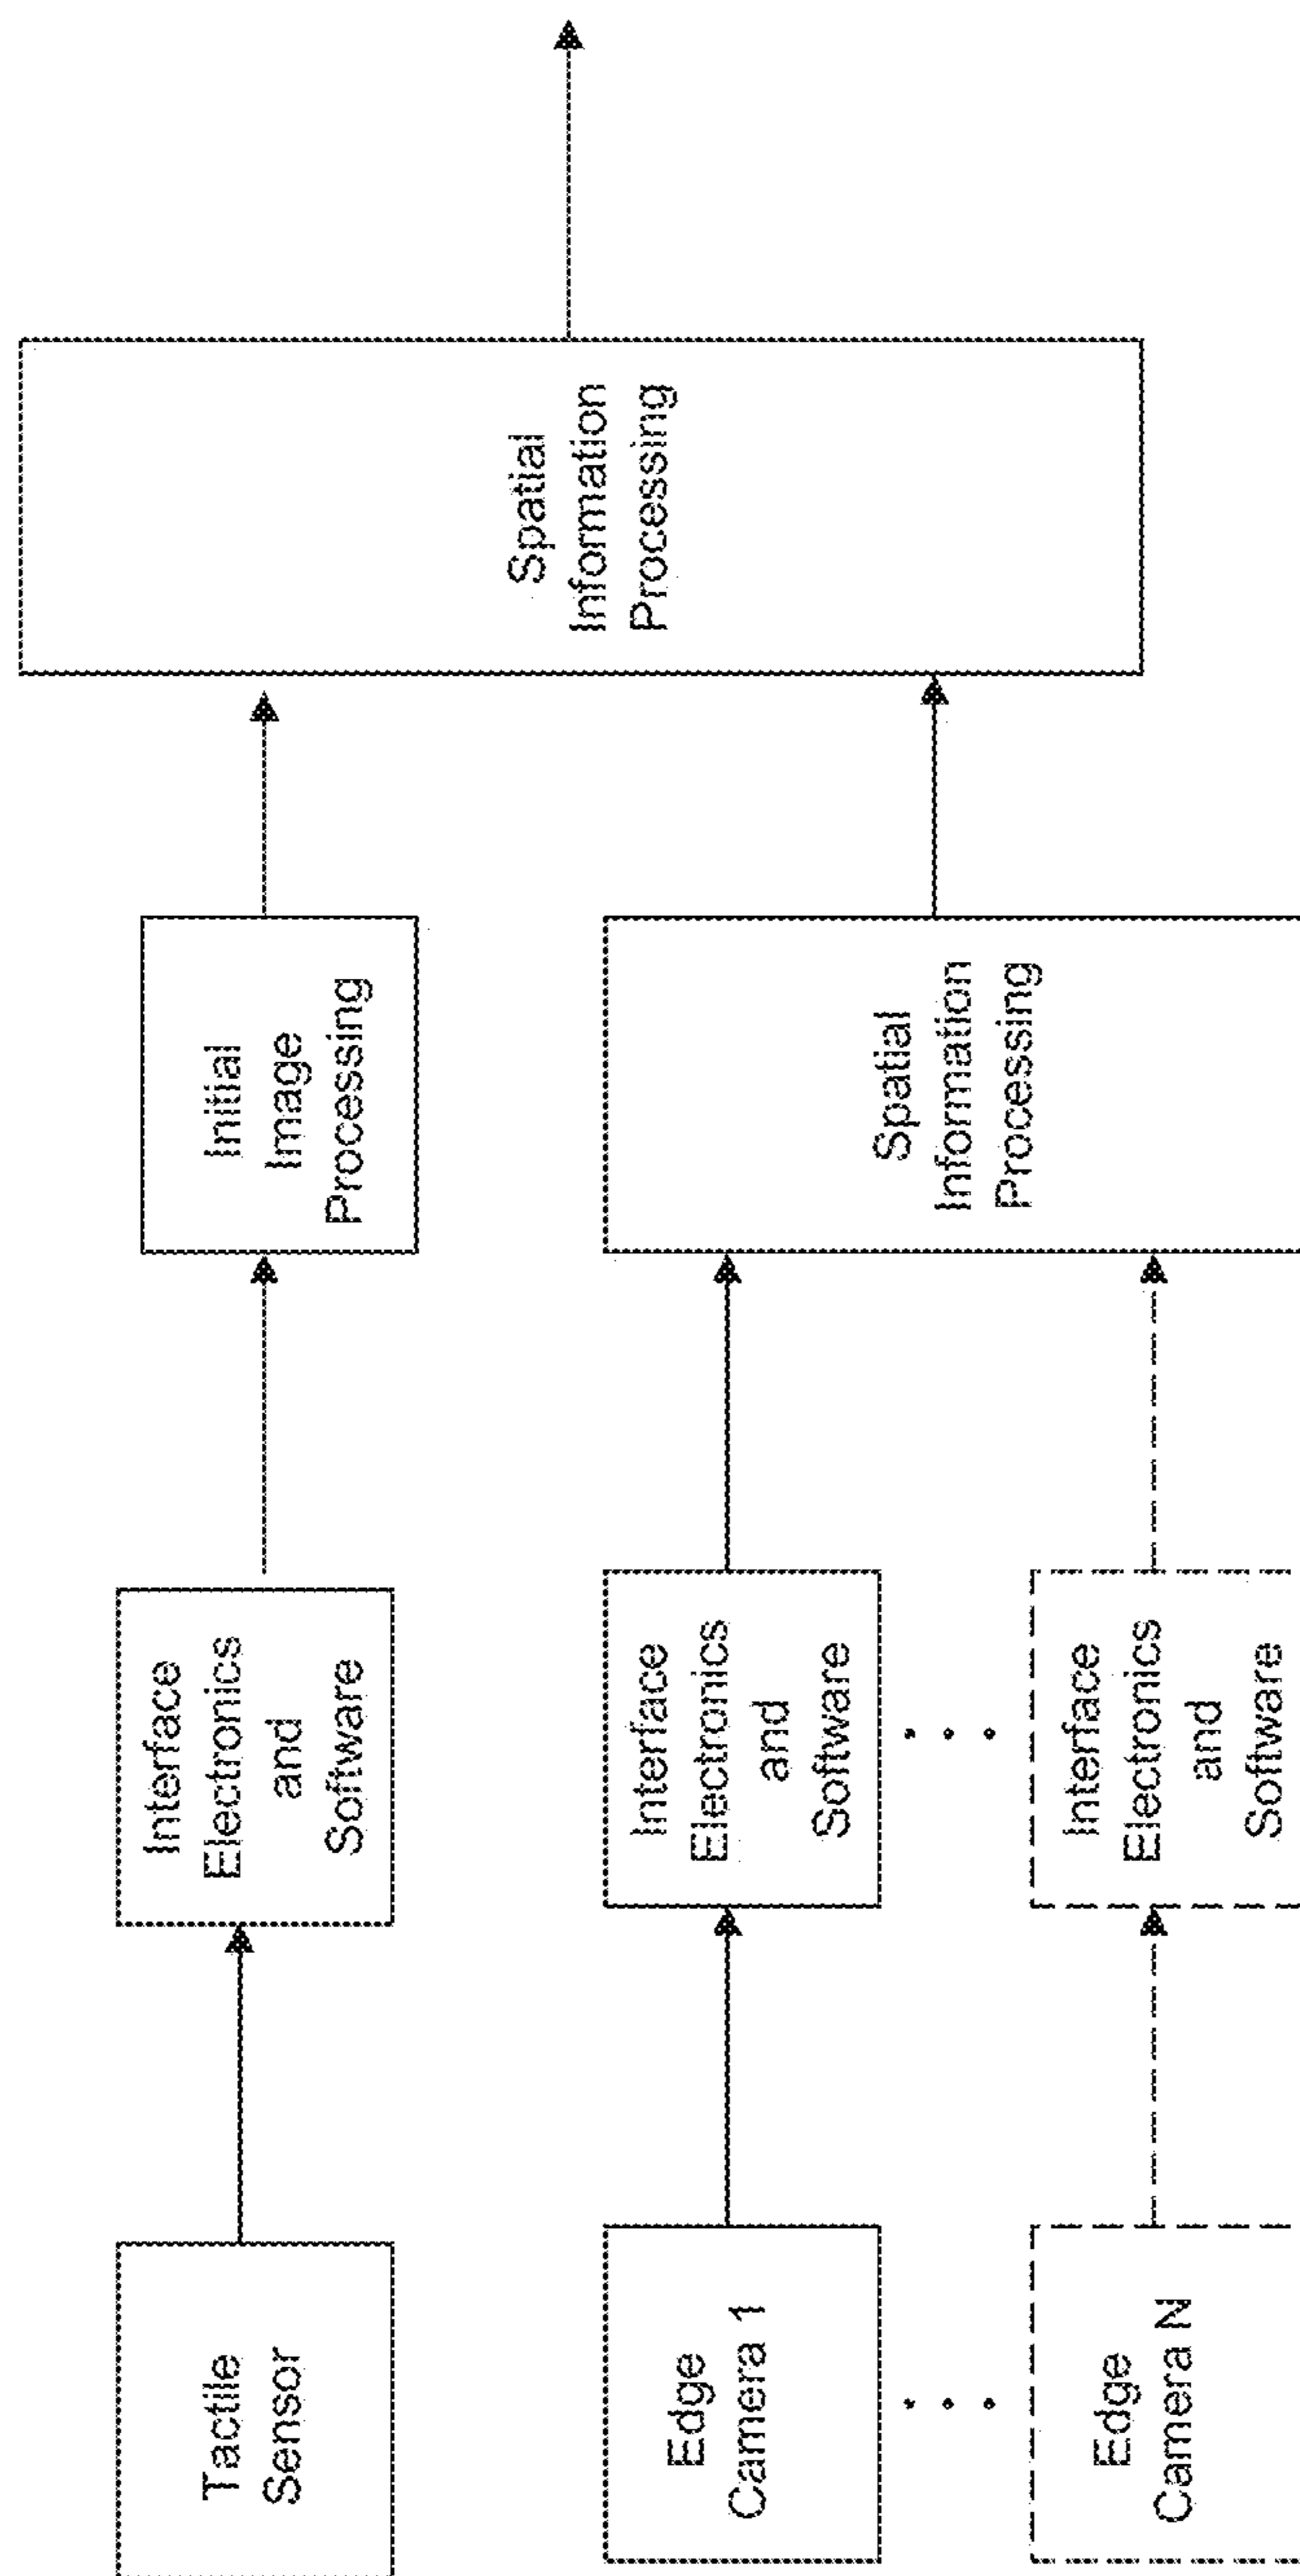 Tactile
Sensor
Interface
Electronics
and
Software
Initial
Image
Processing
Spatial
Information
Processing
Edge
Camera 1
Interface
Electronics
and
Software
Spatial
Information
Processing
Edge
Camera N
Interface
Electronics
and
Software